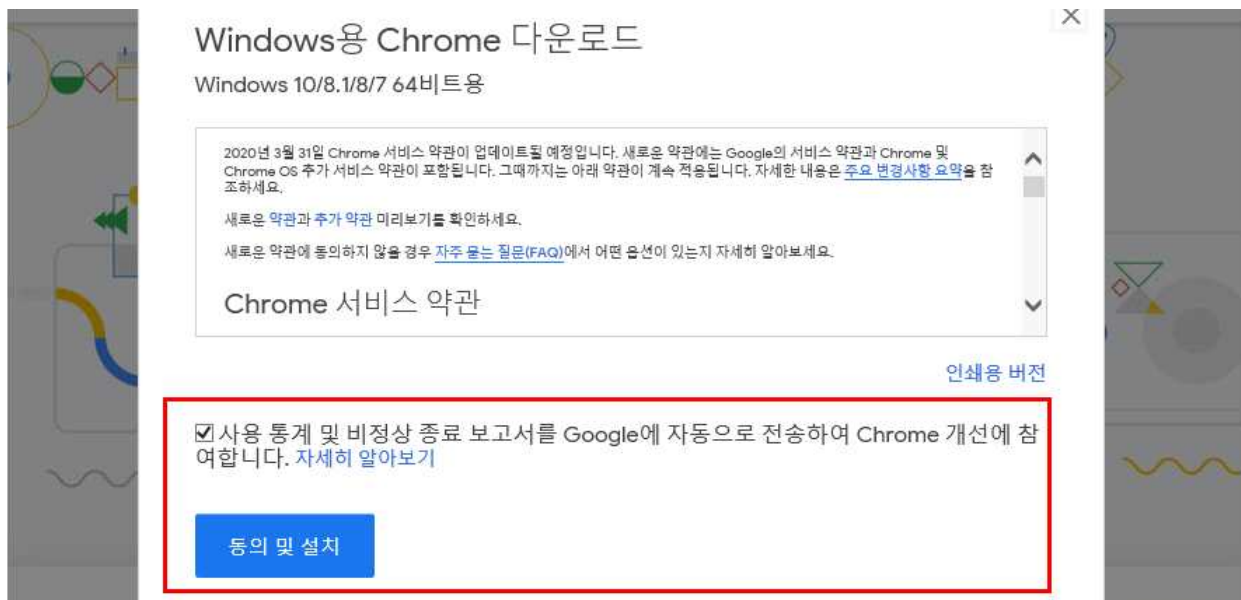 Windows용 Chrome 다운로드
Windows 10/8.1/8/7 64비트용
2020년 3월 31일 Chrome 서비스 약관이 업데이트될 예정입니다. 새로운 약관에는 Google의 서비스 약관과 Chrome 및
Chrome OS 추가 서비스 약관이 포함됩니다. 그때까지는 아래 약관이 계속 적용됩니다. 자세한 내용은 주요 변경사항 요약을 참
조하세요.
새로운 약관과 추가 약관 미리보기를 확인하세요.
새로운 약관에 동의하지 않을 경우 자주 묻는 질문(FAQ)에서 어떤 옵션이 있는지 자세히 알아보세요.
Chrome 서비스 약관
인쇄용 버전
사용 통계 및 비정상 종료 보고서를 Google에 자동으로 전송하여 Chrome 개선에 참
여합니다. 자세히 알아보기
동의 및 설치